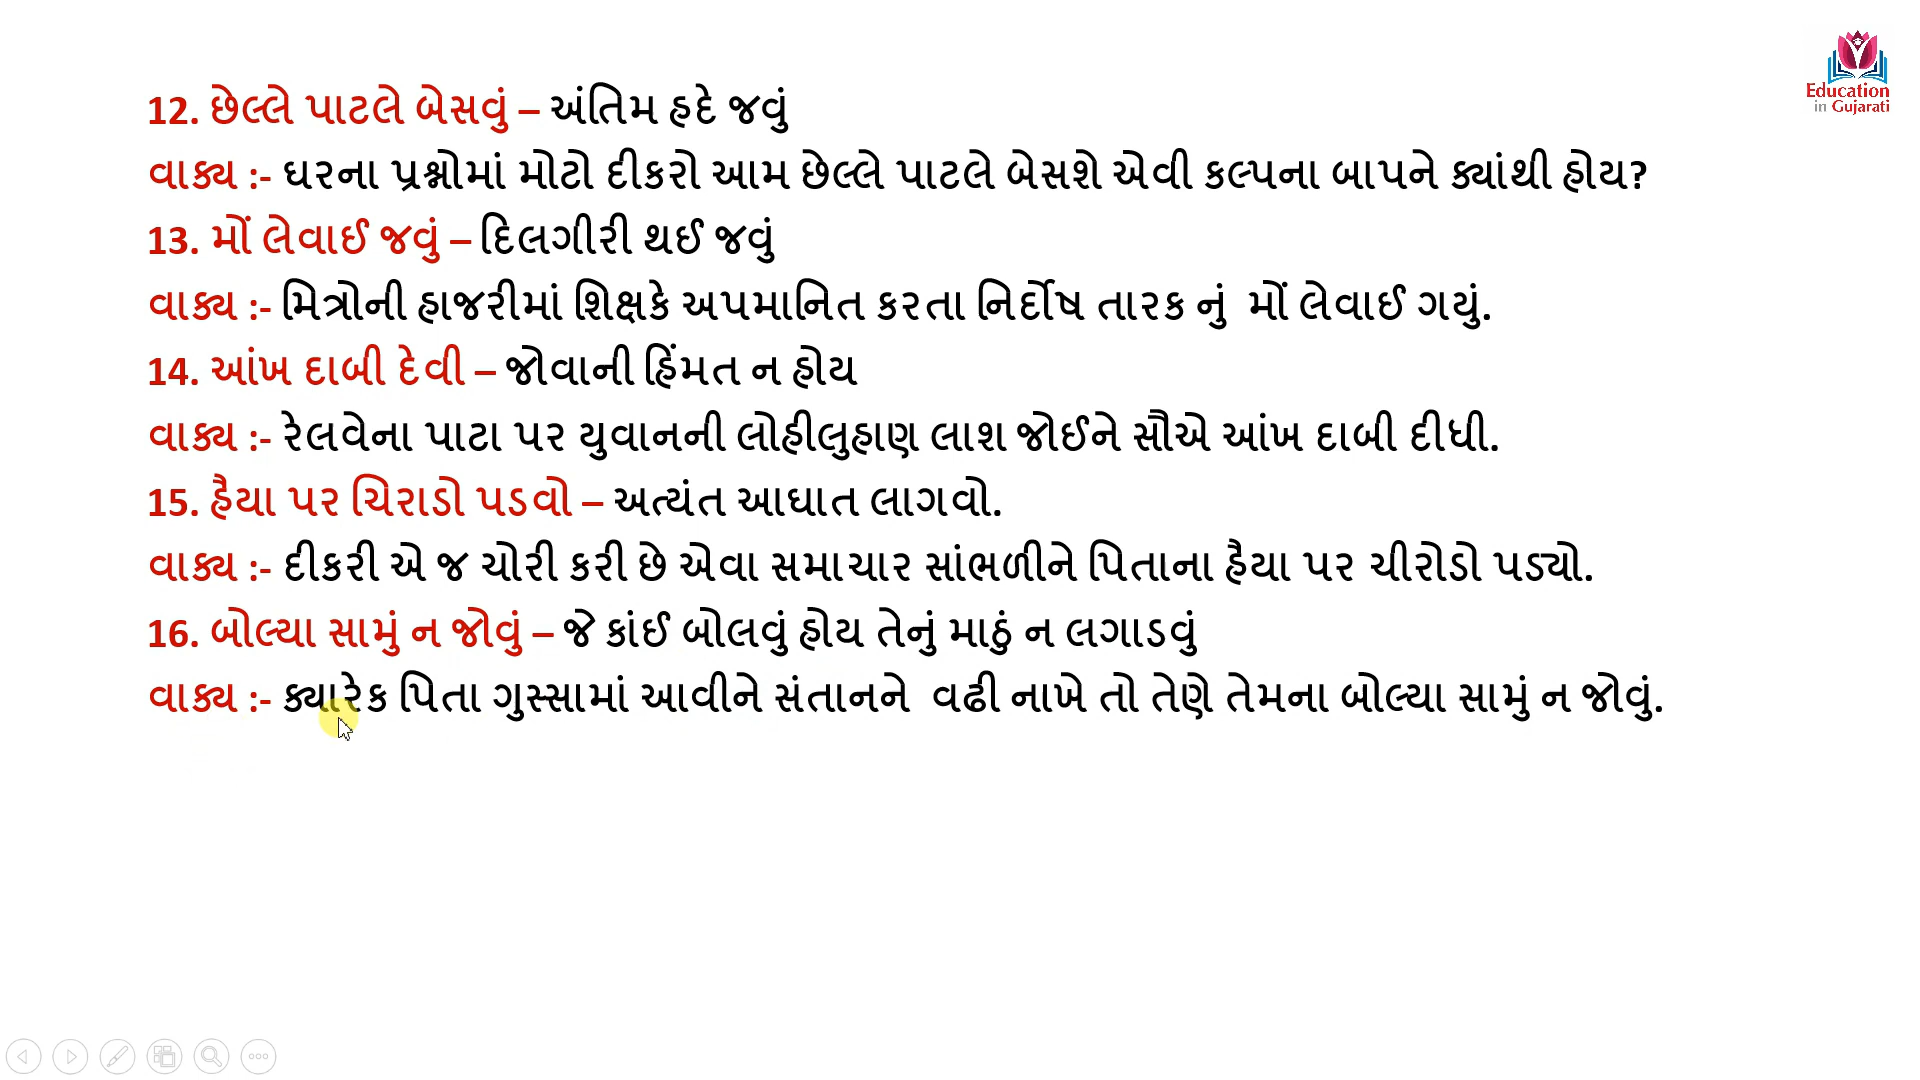 Education
in Gujarati
12. છેલ્લે પાટલે બેસવું – અંતિમ હદે જવું
વાક્ય :- ઘરના પ્રશ્નોમાં મોટો દીકરો આમ છેલ્લે પાટલે બેસશે એવી કલ્પના બાપને ક્યાંથી હોય?
13. મોં લેવાઈ જવું – દિલગીરી થઈ જવું
વાક્ય :- મિત્રોની હાજરીમાં શિક્ષકે અપમાનિત કરતા નિર્દોષ તારક નું  મોં લેવાઈ ગયું.
14. આંખ દાબી દેવી – જોવાની હિંમત ન હોય
વાક્ય :- રેલવેના પાટા પર યુવાનની લોહીલુહાણ લાશ જોઈને સૌએ આંખ દાબી દીધી.
15. હૈયા પર ચિરાડો પડવો – અત્યંત આઘાત લાગવો.
વાક્ય :- દીકરી એ જ ચોરી કરી છે એવા સમાચાર સાંભળીને પિતાના હૈયા પર ચીરોડો પડ્યો.
16. બોલ્યા સામું ન જોવું – જે કાંઈ બોલવું હોય તેનું માઠું ન લગાડવું
વાક્ય :- ક્યારેક પિતા ગુસ્સામાં આવીને સંતાનને  વઢી નાખે તો તેણે તેમના બોલ્યા સામું ન જોવું.